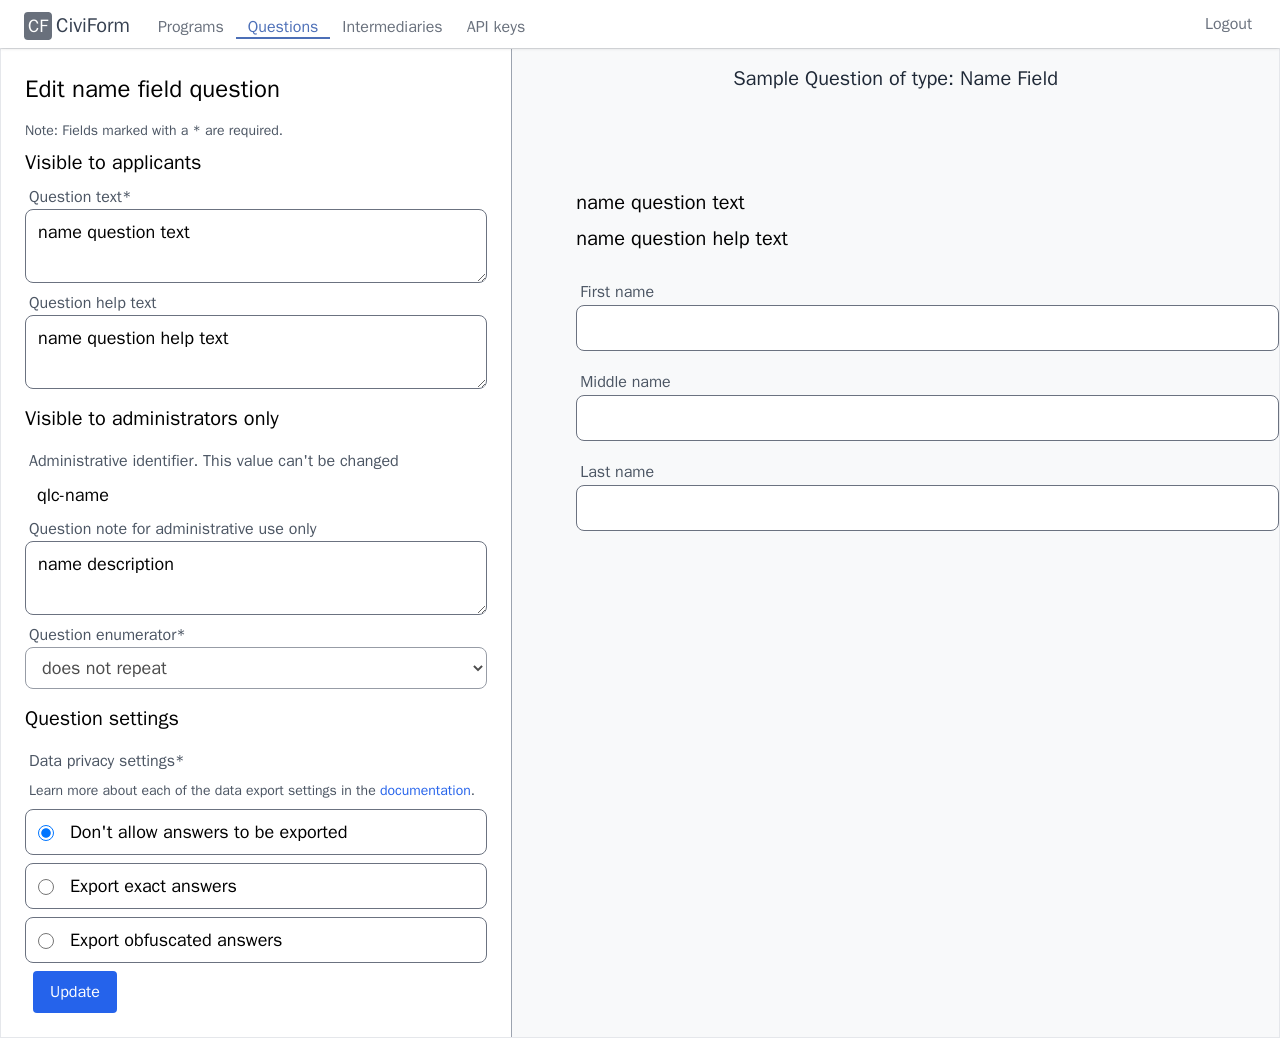 CF CiviForm Programs Questions Intermediaries API keys Logout
Edit name field question
Note: Fields marked with a * are required.
Visible to applicants
Question text*
name question text
Question help text
name question help text
Visible to administrators only
Administrative identifier. This value can't be changed
qlc-name
Question note for administrative use only
name description
Question enumerator*
does not repeat
Question settings
Data privacy settings*
Learn more about each of the data export settings in the documentation.
Don't allow answers to be exported
Export exact answers
Export obfuscated answers
Update
Sample Question of type: Name Field
name question text
name question help text
First name
Middle name
Last name